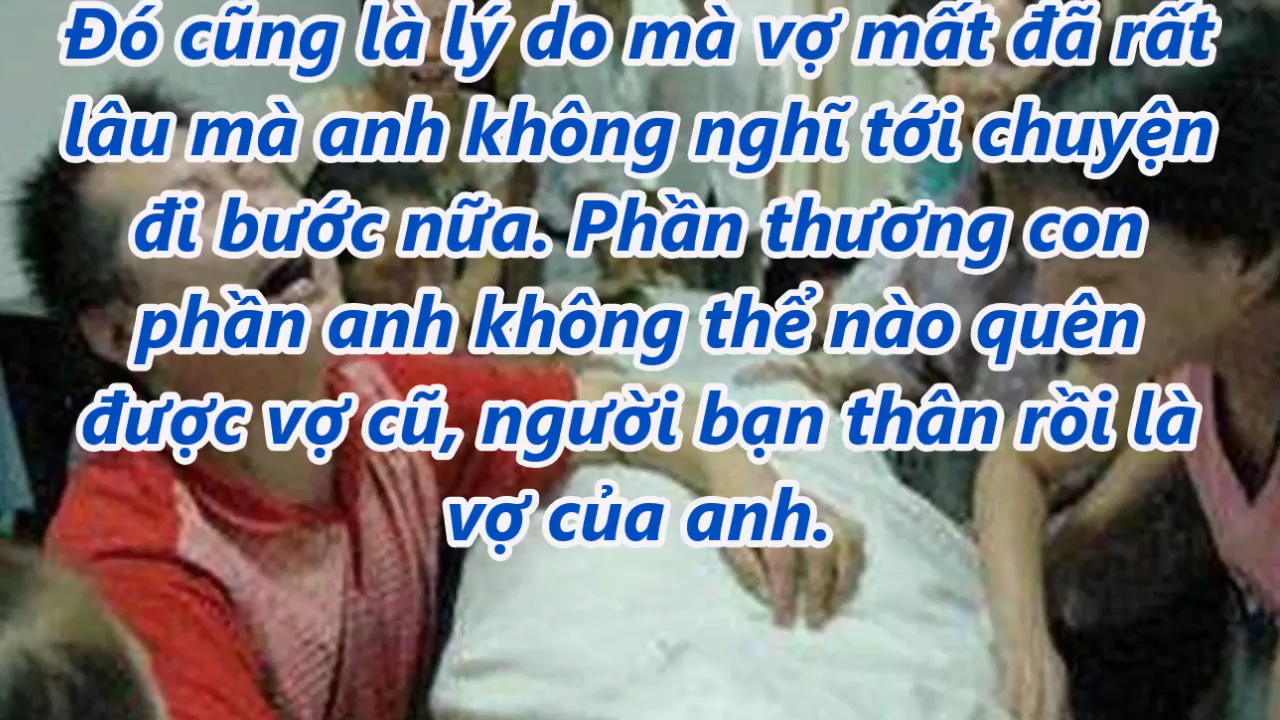 Đó cũng là lý do mà vợ mất đã rất
lâu mà anh không nghĩ tới chuyện
đi bước nữa. Phần thương con
phần anh không thể nào quên
được vợ cũ, người bạn thân rồi là
vợ của anh.